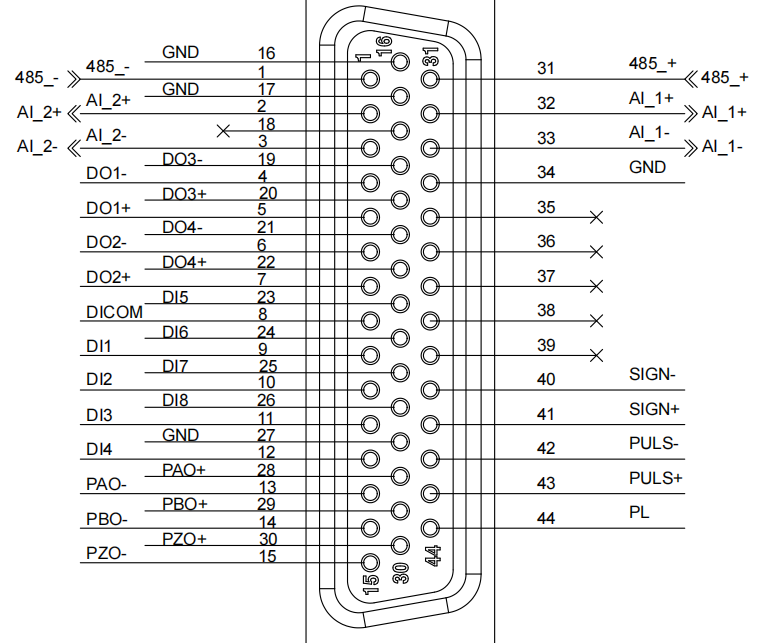 GND 16
485_- 485_- 1
GND 17
AI_2+ AI_2+ 2
18
AI_2- AI_2- 3
DO3- 19
DO1- 4
DO3+ 20
DO1+ 5
DO4- 21
DO2- 6
DO4+ 22
DO2+ 7
DI5 23
DICOM 8
DI6 24
DI1 9
DI7 25
DI2 10
DI8 26
DI3 11
GND 27
DI4 12
PAO+ 28
PAO- 13
PBO+ 29
PBO- 14
PZO+ 30
PZO- 15
1 16 31
15 30 44
31 485_+ 485_+
32 AI_1+ AI_1+
33 AI_1- AI_1-
34 GND
35
36
37
38
39
40 SIGN-
41 SIGN+
42 PULS-
43 PULS+
44 PL